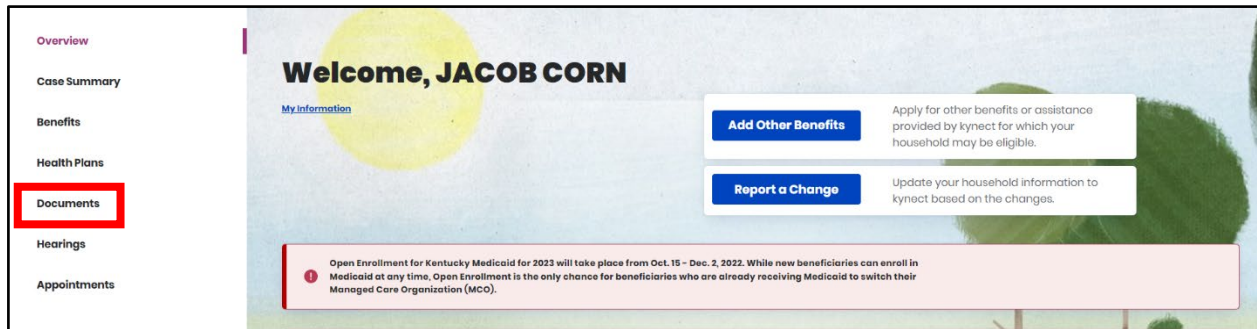 Overview
Case Summary
Benefits
Health Plans
Documents
Hearings
Appointments
Welcome, JACOB CORN
My Information
Add Other Benefits
Apply for other benefits or assistance
provided by kynect for which your
household may be eligible.
Report a Change
Update your household information to
kynect based on the changes.
Open Enrollment for Kentucky Medicaid for 2023 will take place from Oct. 15 - Dec. 2, 2022. While new beneficiaries can enroll in
Medicaid at any time, Open Enrollment is the only chance for beneficiaries who are already receiving Medicaid to switch their
Managed Care Organization (MCO).